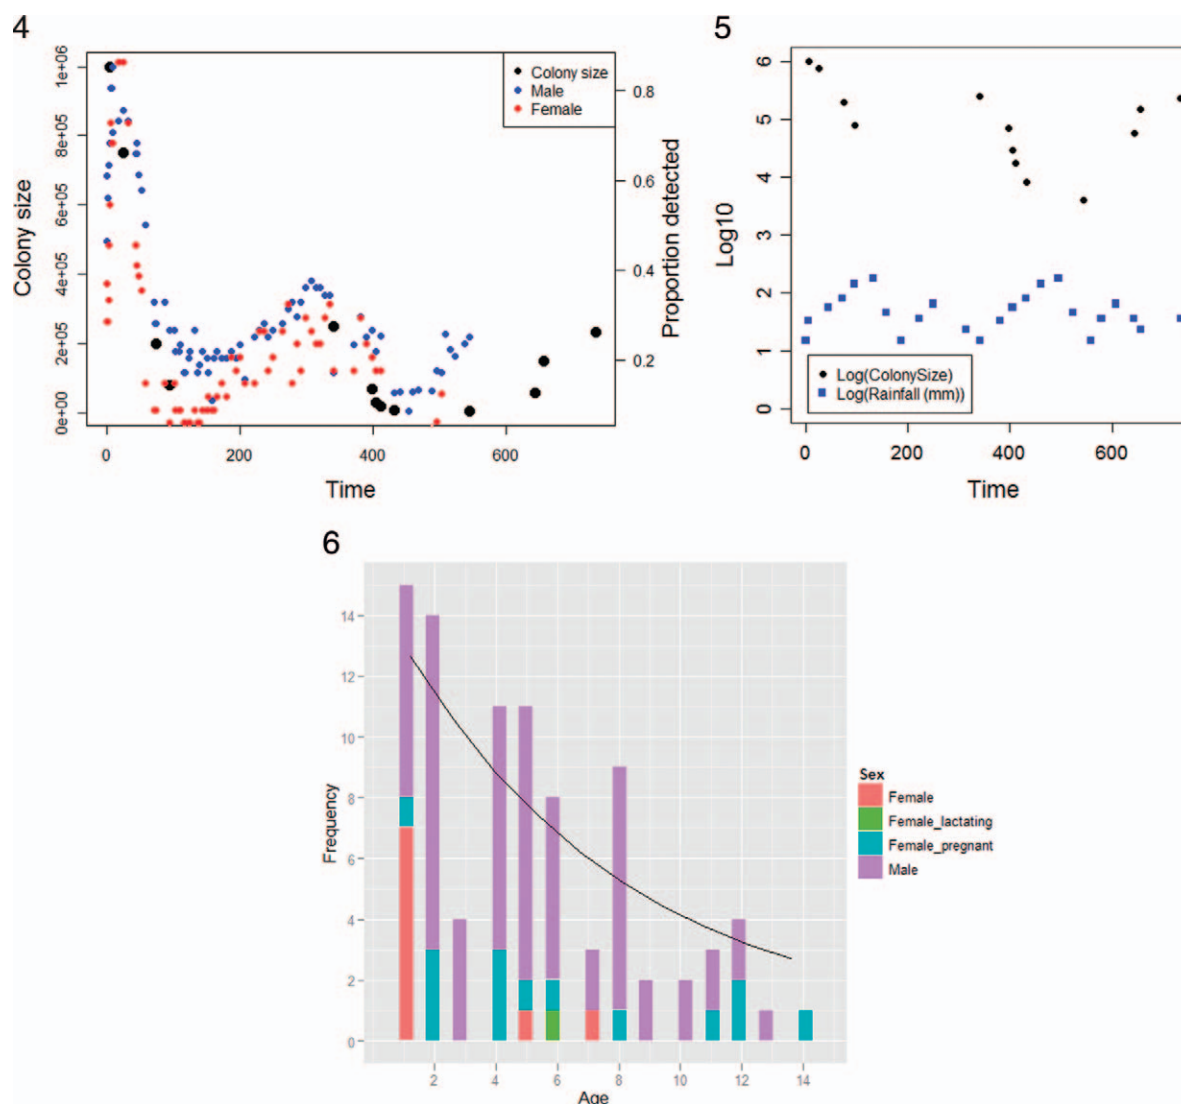 4
Colony size
0e+00 2e+05 4e+05 6e+05 8e+05 1e+06
Colony size
Male
Female
0.2 0.4 0.6 0.8
Proportion detected
0 200 400 600
Time
5
Log10
0 1 2 3 4 5 6
Log(ColonySize)
Log(Rainfall (mm))
0 200 400 600
Time
6
Frequency
14
12
10
8
6
4
2
0
2 4 6 8 10 12 14
Age
Sex
Female
Female_lactating
Female_pregnant
Male